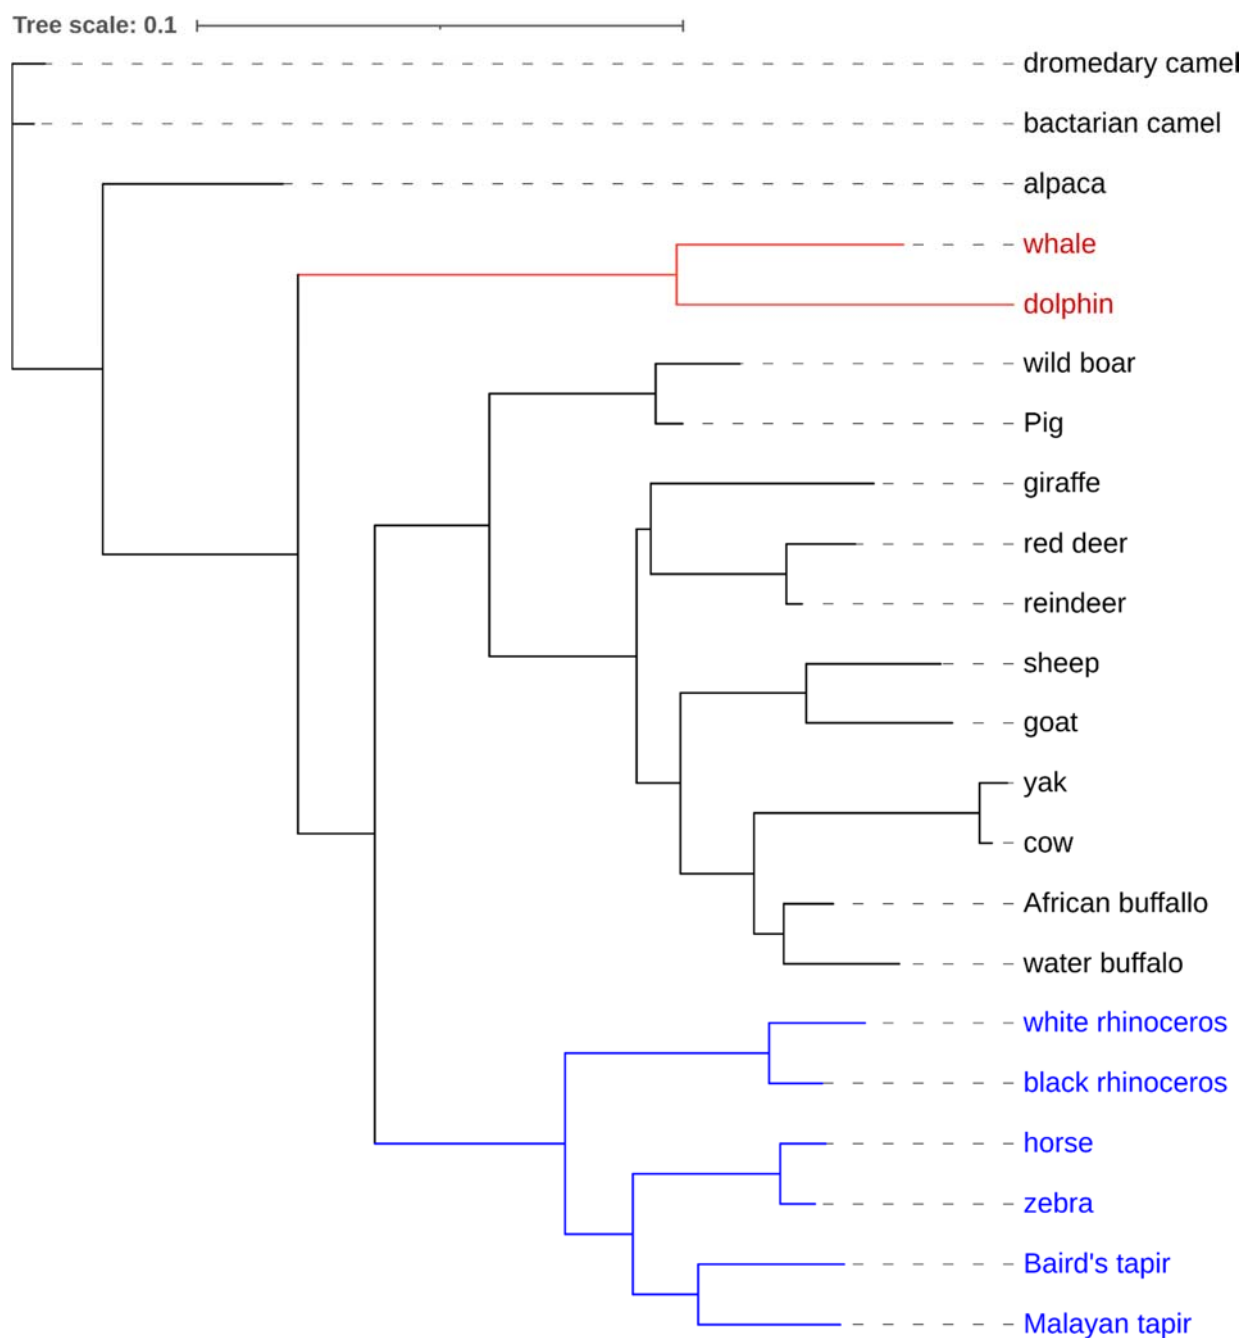 Tree scale: 0.1
dromedary camel
bactarian camel
alpaca
whale
dolphin
wild boar
Pig
giraffe
red deer
reindeer
sheep
goat
yak
cow
African buffallo
water buffalo
white rhinoceros
black rhinoceros
horse
zebra
Baird's tapir
Malayan tapir